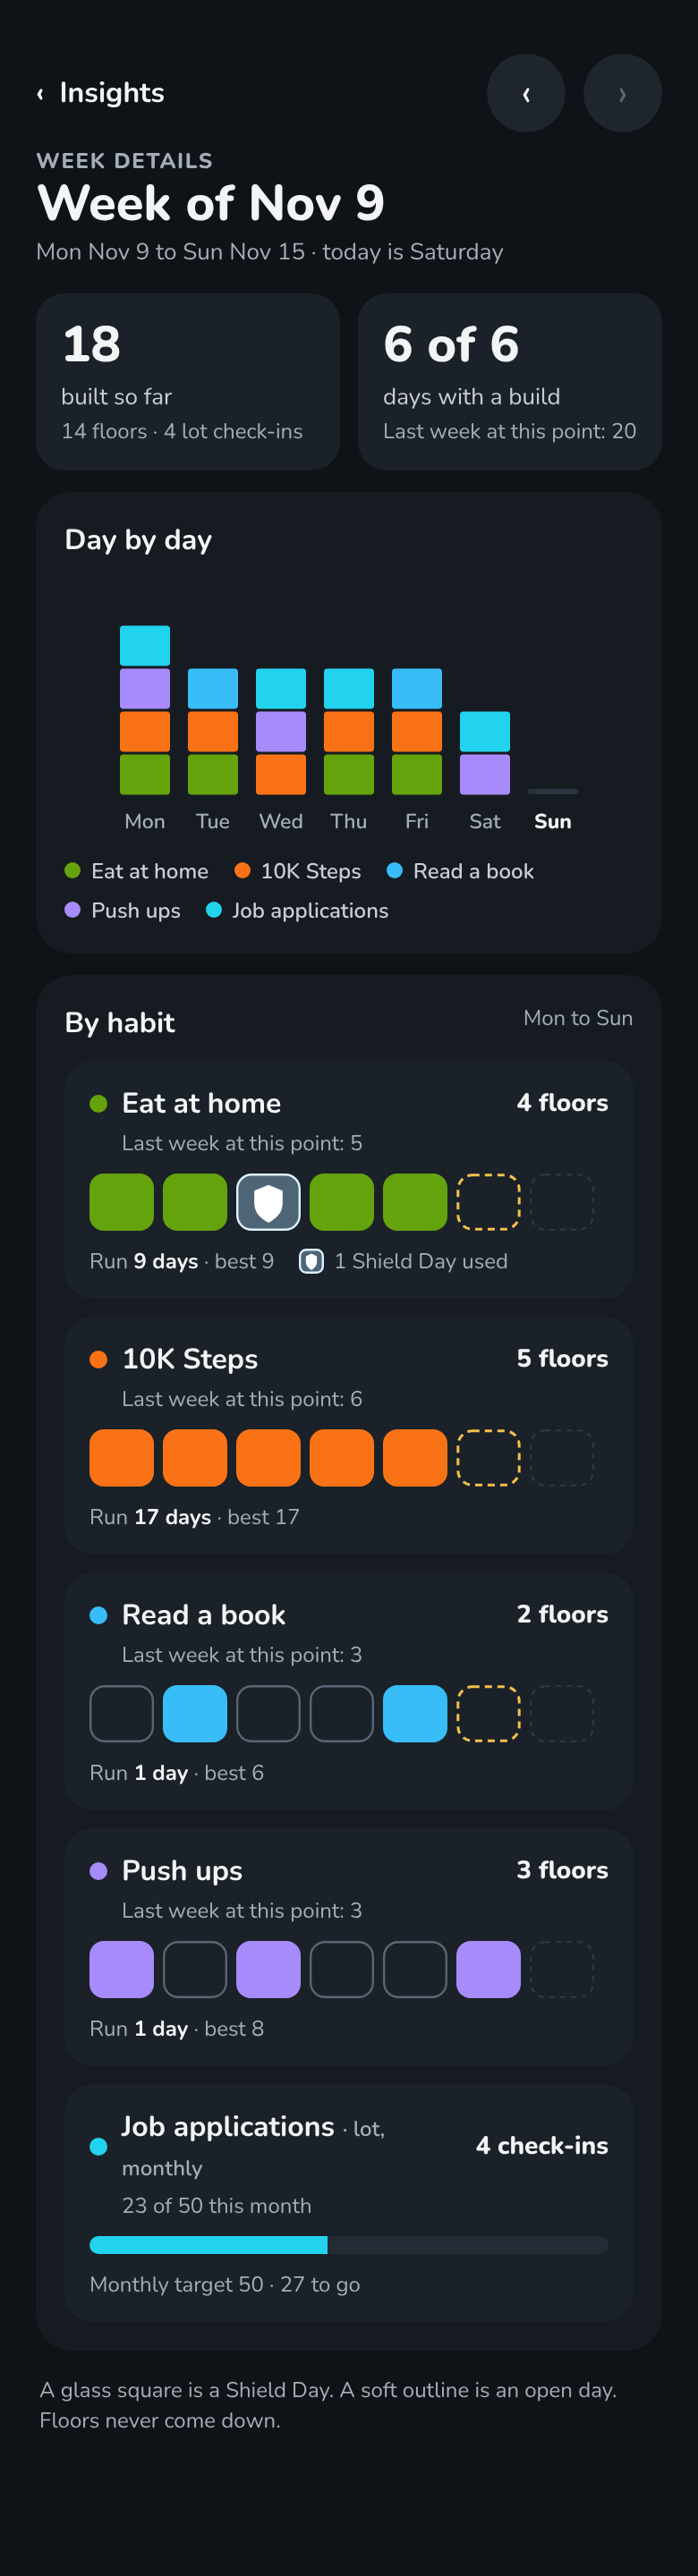 ‹ Insights ‹ ›
WEEK DETAILS
Week of Nov 9
Mon Nov 9 to Sun Nov 15 · today is Saturday
18
built so far
14 floors · 4 lot check-ins
6 of 6
days with a build
Last week at this point: 20
Day by day
Mon Tue Wed Thu Fri Sat Sun
Eat at home 10K Steps Read a book
Push ups Job applications
By habit Mon to Sun
Eat at home 4 floors
Last week at this point: 5
Run 9 days · best 9 1 Shield Day used
10K Steps 5 floors
Last week at this point: 6
Run 17 days · best 17
Read a book 2 floors
Last week at this point: 3
Run 1 day · best 6
Push ups 3 floors
Last week at this point: 3
Run 1 day · best 8
Job applications · lot,
monthly
4 check-ins
23 of 50 this month
Monthly target 50 · 27 to go
A glass square is a Shield Day. A soft outline is an open day.
Floors never come down.